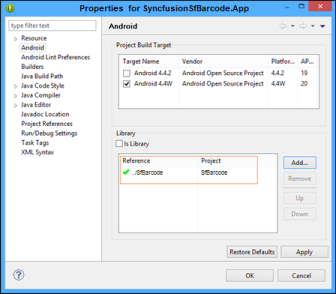 Properties for SyncfusionSfBarcode.App
type filter text
Resource
Android
Android Lint Preferences
Builders
Java Build Path
Java Code Style
Java Compiler
Java Editor
Javadoc Location
Project References
Run/Debug Settings
Task Tags
XML Syntax
Android
Project Build Target
Target Name Vendor Platfor... AP...
Android 4.4.2 Android Open Source Project 4.4.2 19
Android 4.4W Android Open Source Project 4.4W 20
Library
Is Library
Reference Project
../SfBarcode SfBarcode
Add...
Remove
Up
Down
Restore Defaults Apply
OK Cancel